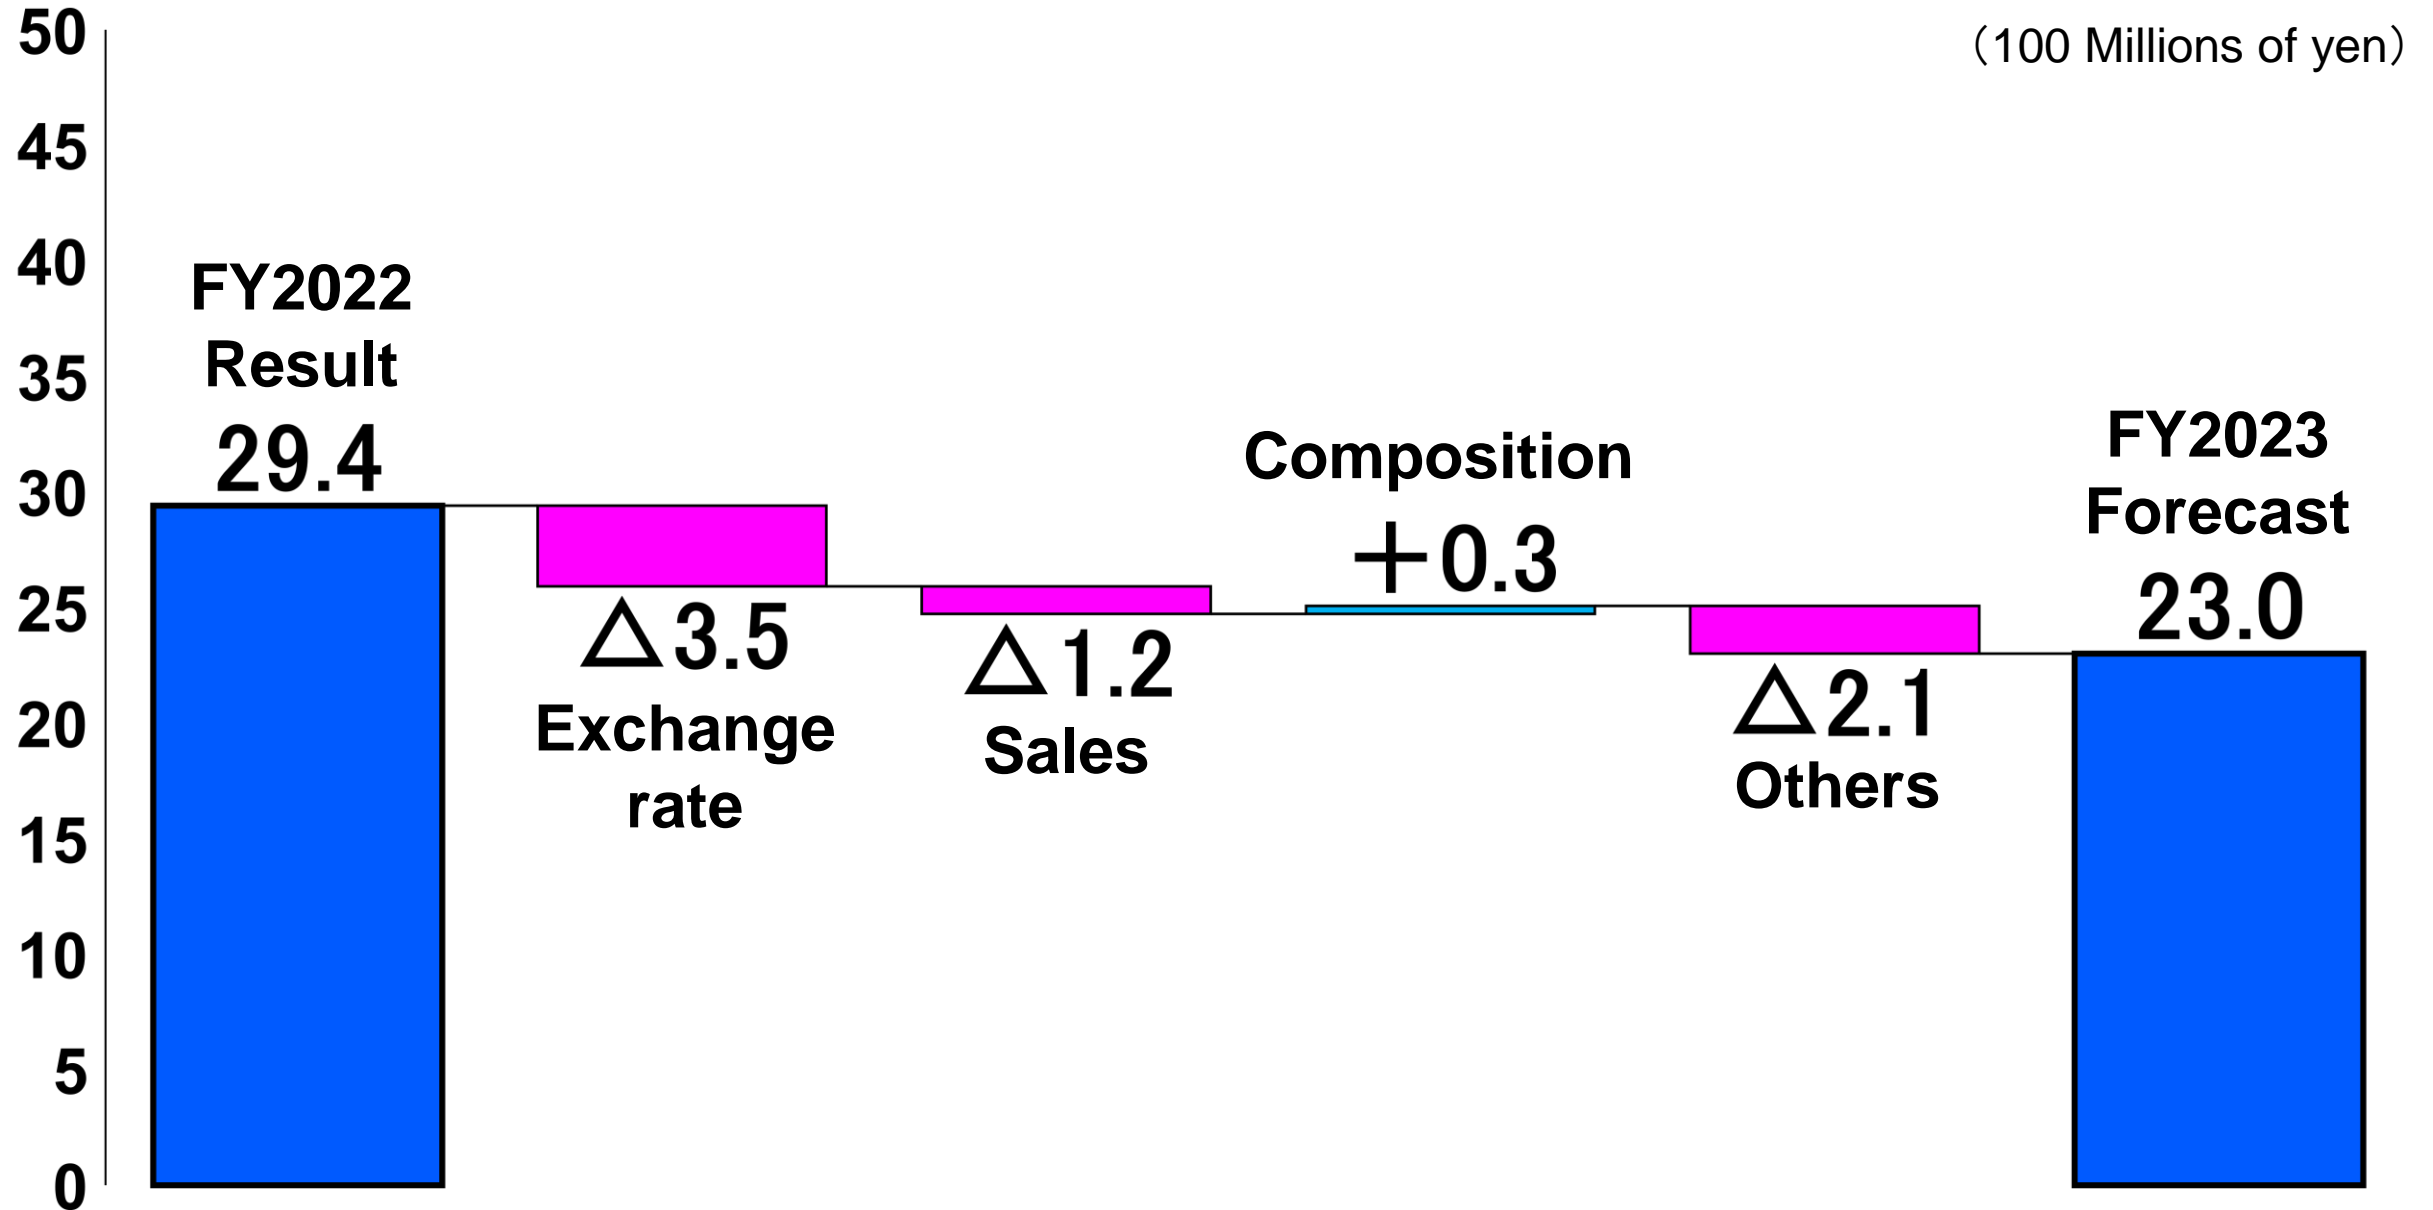 （100 Millions of yen）
50
45
40
35
30
25
20
15
10
5
0
FY2022
Result
29.4
△3.5
Exchange
rate
△1.2
Sales
Composition
＋0.3
△2.1
Others
FY2023
Forecast
23.0